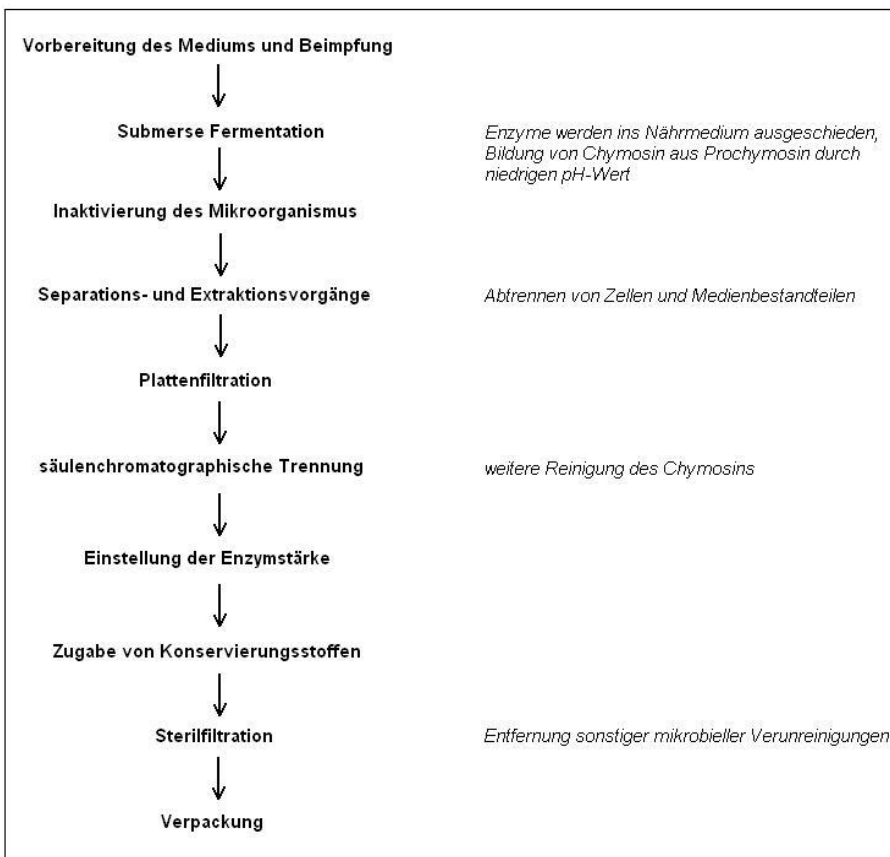 Vorbereitung des Mediums und Beimpfung
Submerse Fermentation
Enzyme werden ins Nährmedium ausgeschieden,
Bildung von Chymosin aus Prochymosin durch
niedrigen pH-Wert
Inaktivierung des Mikroorganismus
Separations- und Extraktionsvorgänge
Abtrennen von Zellen und Medienbestandteilen
Plattenfiltration
säulenchromatographische Trennung
weitere Reinigung des Chymosins
Einstellung der Enzymstärke
Zugabe von Konservierungsstoffen
Sterilfiltration
Entfernung sonstiger mikrobieller Verunreinigungen
Verpackung